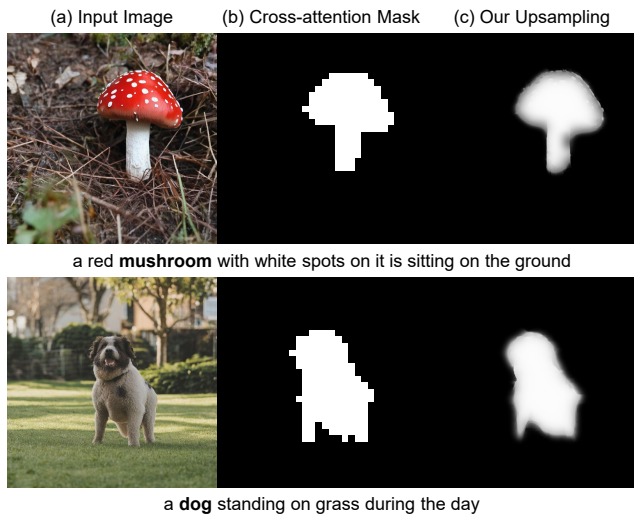 (a) Input Image (b) Cross-attention Mask (c) Our Upsampling
a red mushroom with white spots on it is sitting on the ground
a dog standing on grass during the day